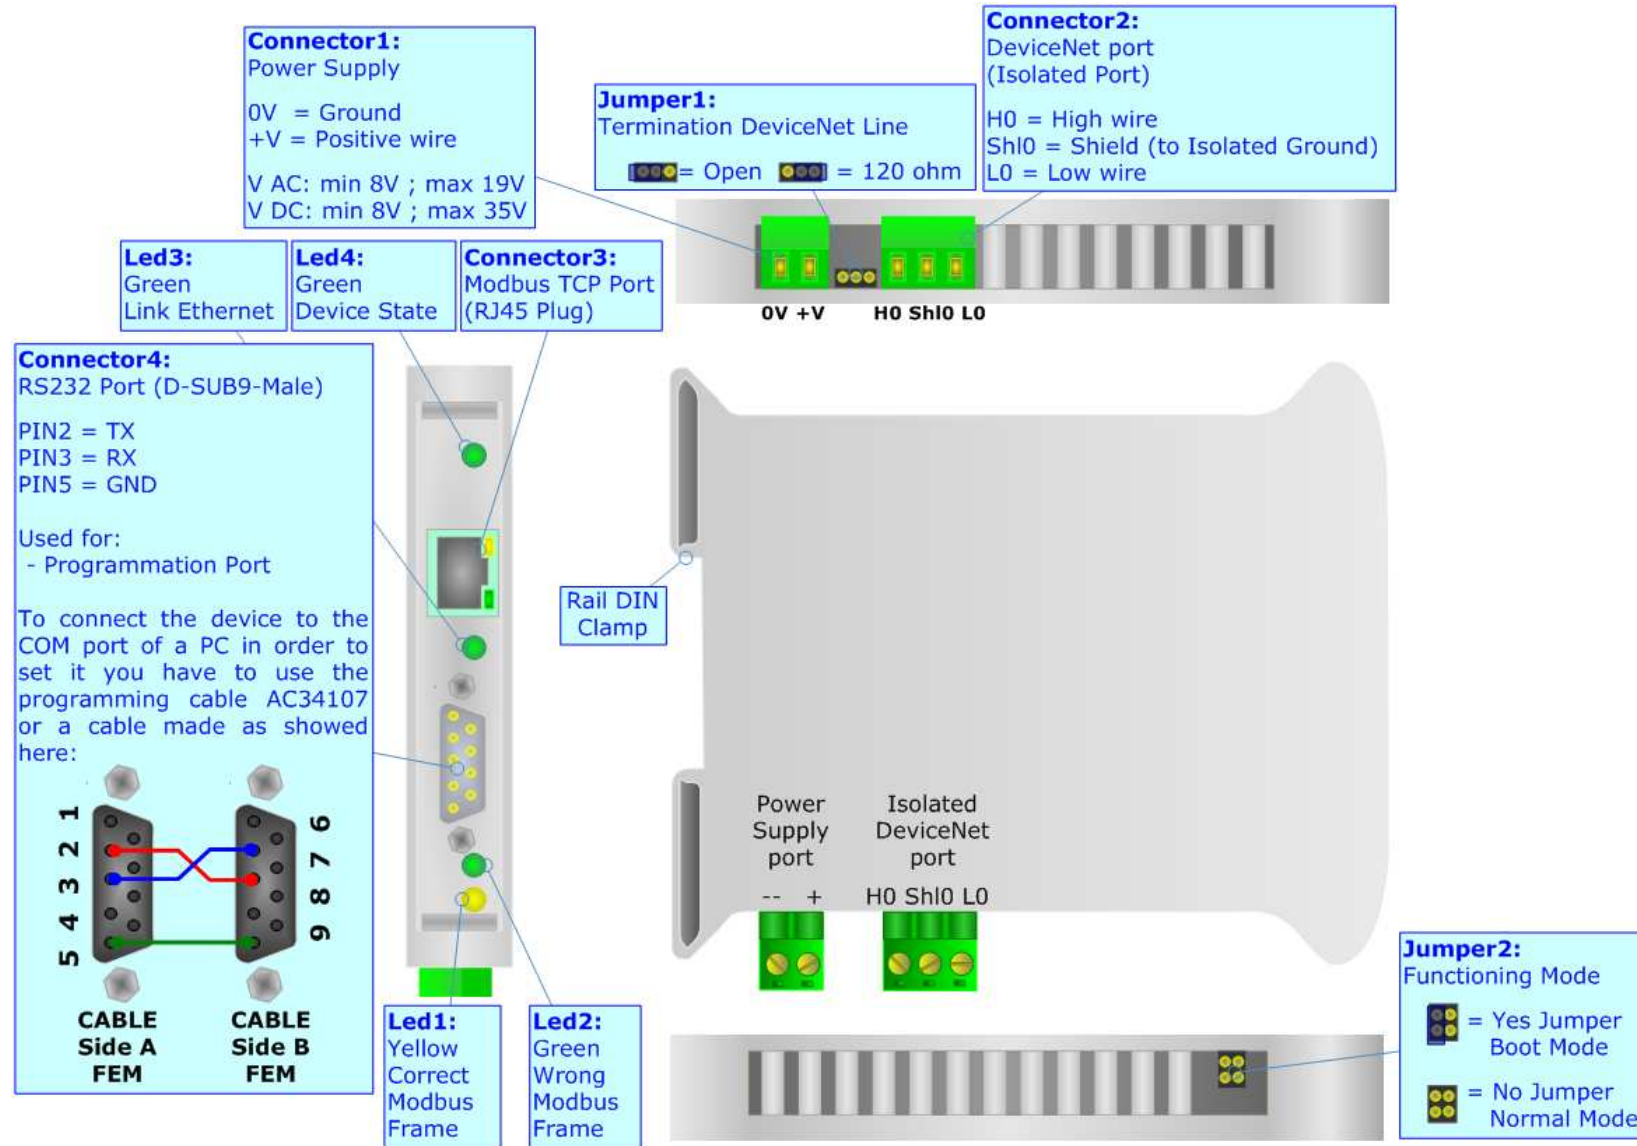 Connector1:
Power Supply
0V = Ground
+V = Positive wire
V AC: min 8V ; max 19V
V DC: min 8V ; max 35V
Jumper1:
Termination DeviceNet Line
= Open = 120 ohm
Connector2:
DeviceNet port
(Isolated Port)
H0 = High wire
Shl0 = Shield (to Isolated Ground)
L0 = Low wire
0V +V H0 Shl0 L0
Led3:
Green
Link Ethernet
Led4:
Green
Device State
Connector3:
Modbus TCP Port
(RJ45 Plug)
Connector4:
RS232 Port (D-SUB9-Male)
PIN2 = TX
PIN3 = RX
PIN5 = GND
Used for:
- Programmation Port
To connect the device to the
COM port of a PC in order to
set it you have to use the
programming cable AC34107
or a cable made as showed
here:
1
2
3
4
5
6
7
8
9
CABLE
Side A
FEM
CABLE
Side B
FEM
Rail DIN
Clamp
Power
Supply
port
-- +
Isolated
DeviceNet
port
H0 Shl0 L0
Led1:
Yellow
Correct
Modbus
Frame
Led2:
Green
Wrong
Modbus
Frame
Jumper2:
Functioning Mode
= Yes Jumper
Boot Mode
= No Jumper
Normal Mode